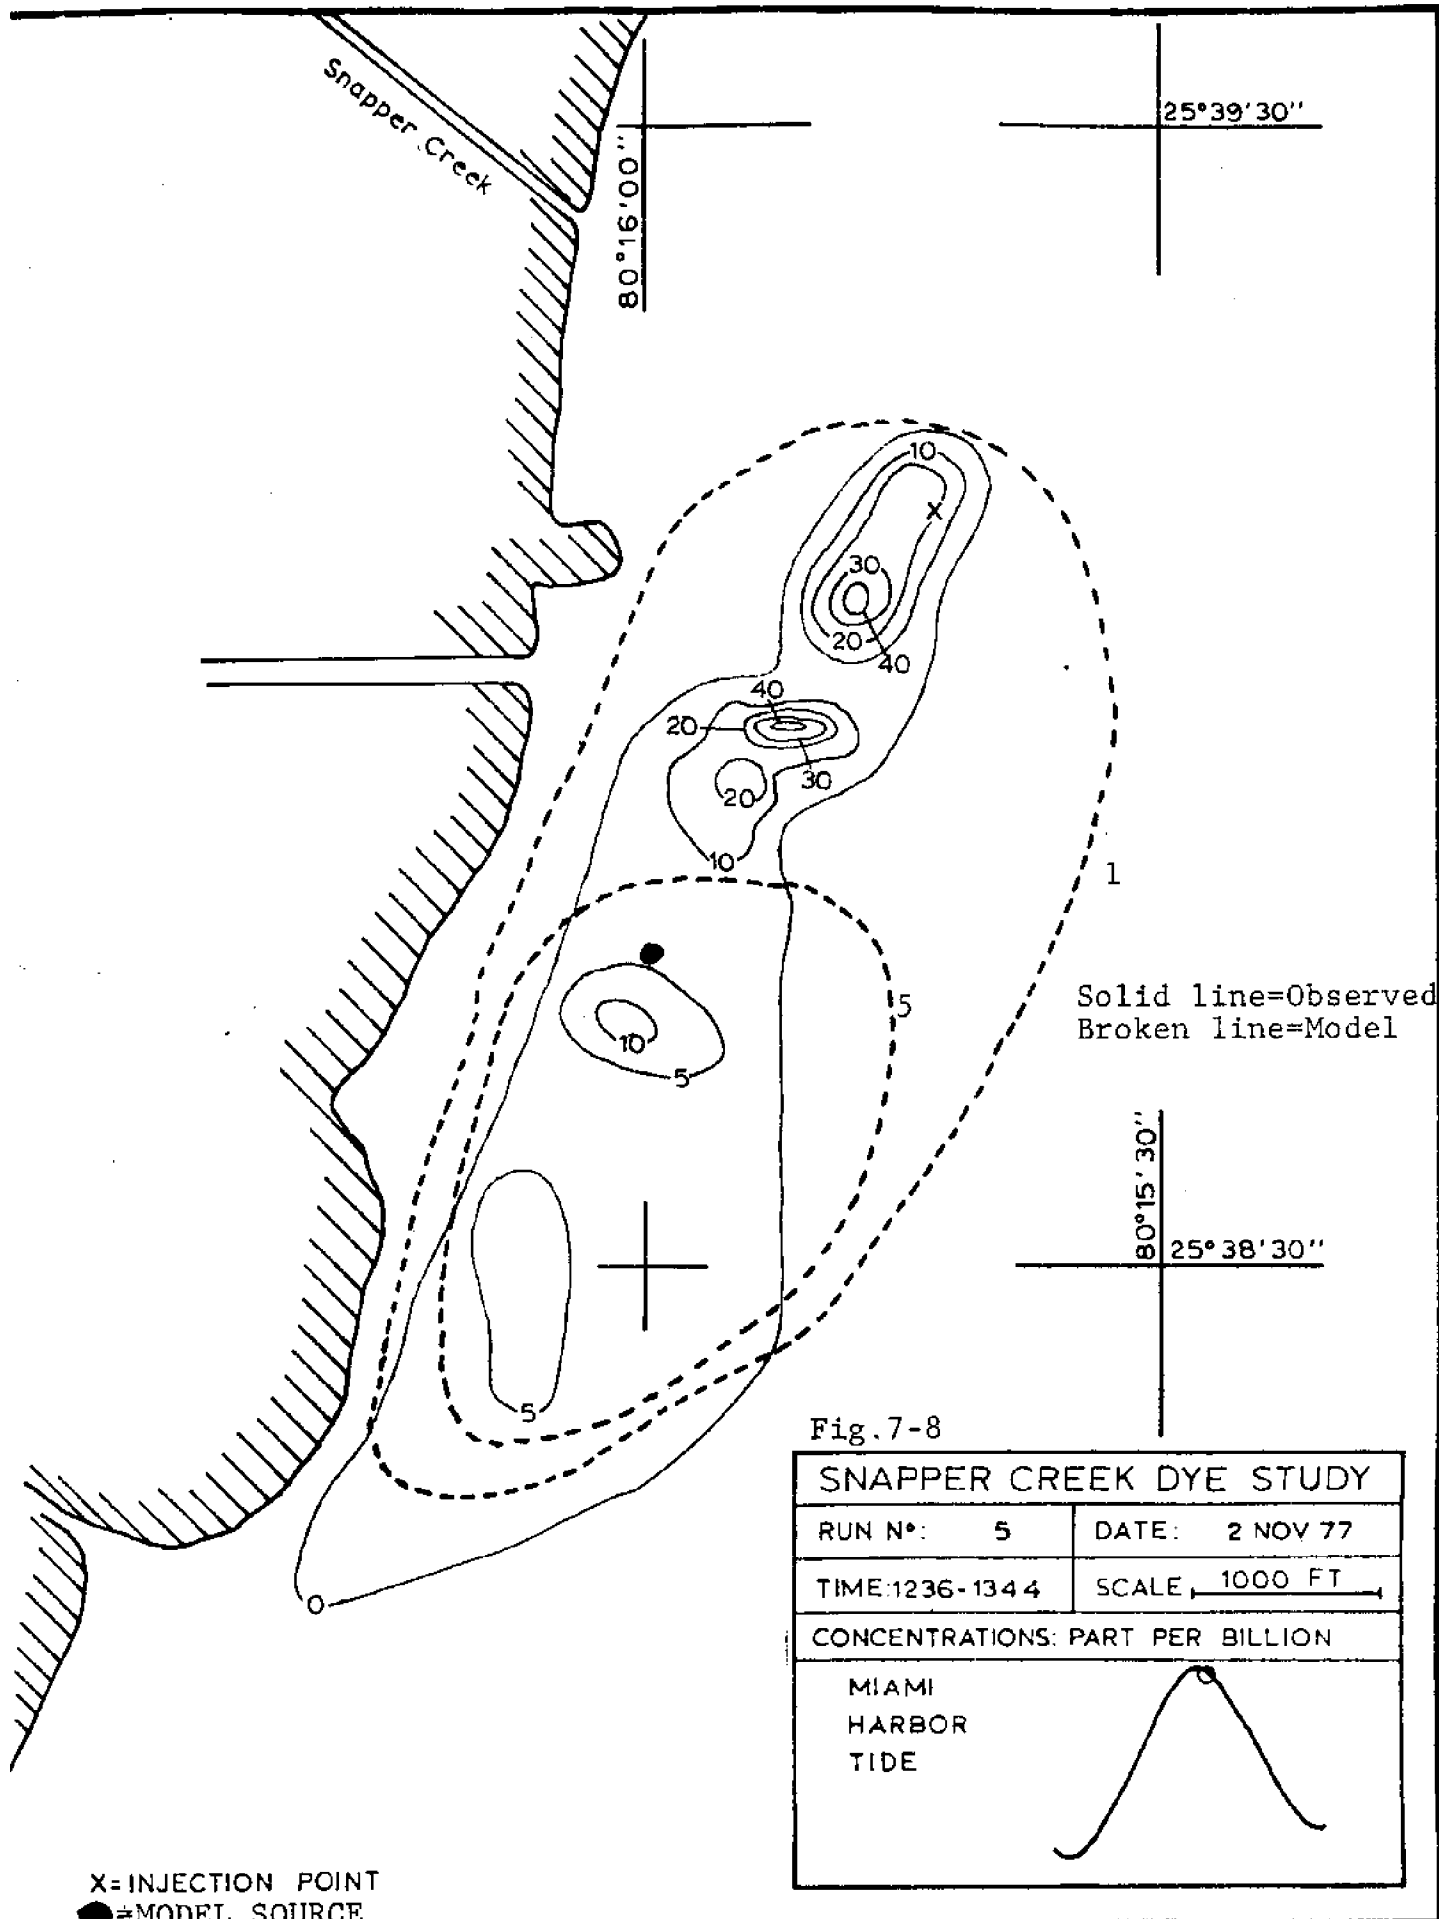 Snapper Creek
25°39'30"
80°16'00"
10
X
30
20
40
40
20
30
20
10
1
5
Solid line=Observed
Broken line=Model
10
5
80°15'30"
25°38'30"
5
0
Fig.7-8
SNAPPER CREEK DYE STUDY
RUN Nº: 5
DATE: 2 NOV 77
TIME:1236-1344
SCALE 1000 FT
CONCENTRATIONS: PART PER BILLION
MIAMI
HARBOR
TIDE
X=INJECTION POINT
=MODEL SOURCE